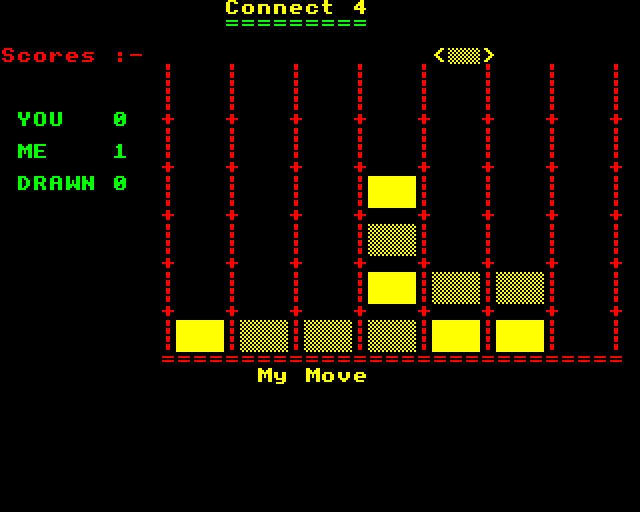 Connect 4
=========
Scores :-
< >
YOU 0
ME 1
DRAWN 0
My Move